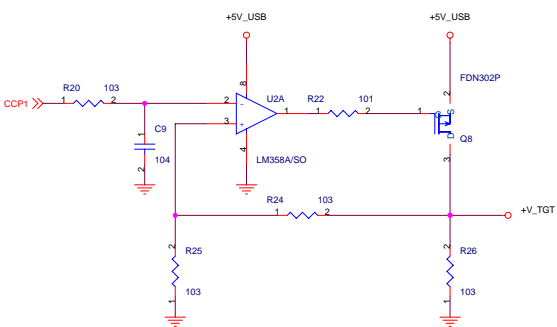 +5V_USB
+5V_USB
FDN302P
R20 103
CCP1
1 2
8
2
-
3
+
U2A
1
R22 101
1 2
1
2
G
S
D
Q8
3
C9
1
2
104
4
LM358A/SO
R24 103
1 2
+V_TGT
R25
2
1
103
R26
2
1
103